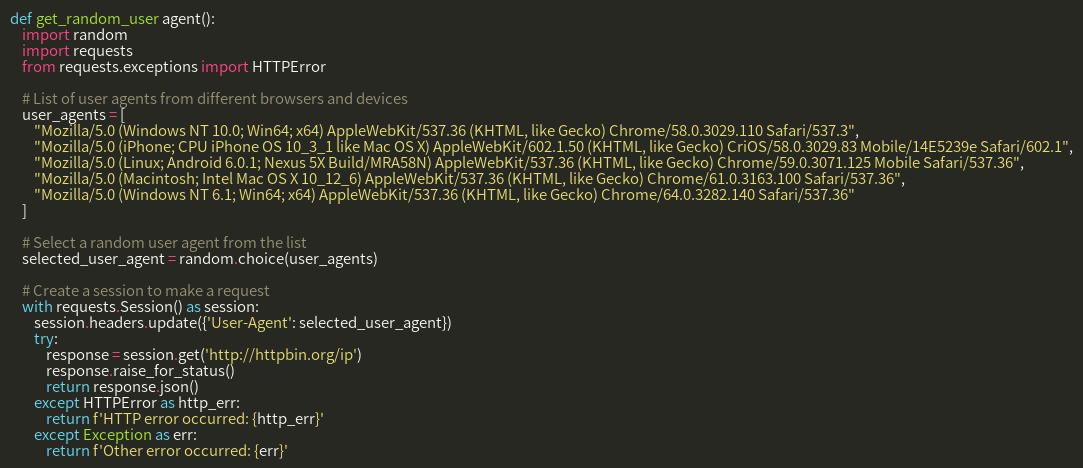 def get_random_user agent():
import random
import requests
from requests.exceptions import HTTPError
# List of user agents from different browsers and devices
user_agents = [
"Mozilla/5.0 (Windows NT 10.0; Win64; x64) AppleWebKit/537.36 (KHTML, like Gecko) Chrome/58.0.3029.110 Safari/537.3",
"Mozilla/5.0 (iPhone; CPU iPhone OS 10_3_1 like Mac OS X) AppleWebKit/602.1.50 (KHTML, like Gecko) CriOS/58.0.3029.83 Mobile/14E5239e Safari/602.1",
"Mozilla/5.0 (Linux; Android 6.0.1; Nexus 5X Build/MRA58N) AppleWebKit/537.36 (KHTML, like Gecko) Chrome/59.0.3071.125 Mobile Safari/537.36",
"Mozilla/5.0 (Macintosh; Intel Mac OS X 10_12_6) AppleWebKit/537.36 (KHTML, like Gecko) Chrome/61.0.3163.100 Safari/537.36",
"Mozilla/5.0 (Windows NT 6.1; Win64; x64) AppleWebKit/537.36 (KHTML, like Gecko) Chrome/64.0.3282.140 Safari/537.36"
]
# Select a random user agent from the list
selected_user_agent = random.choice(user_agents)
# Create a session to make a request
with requests.Session() as session:
session.headers.update({'User-Agent': selected_user_agent})
try:
response = session.get('http://httpbin.org/ip')
response.raise_for_status()
return response.json()
except HTTPError as http_err:
return f'HTTP error occurred: {http_err}'
except Exception as err:
return f'Other error occurred: {err}'